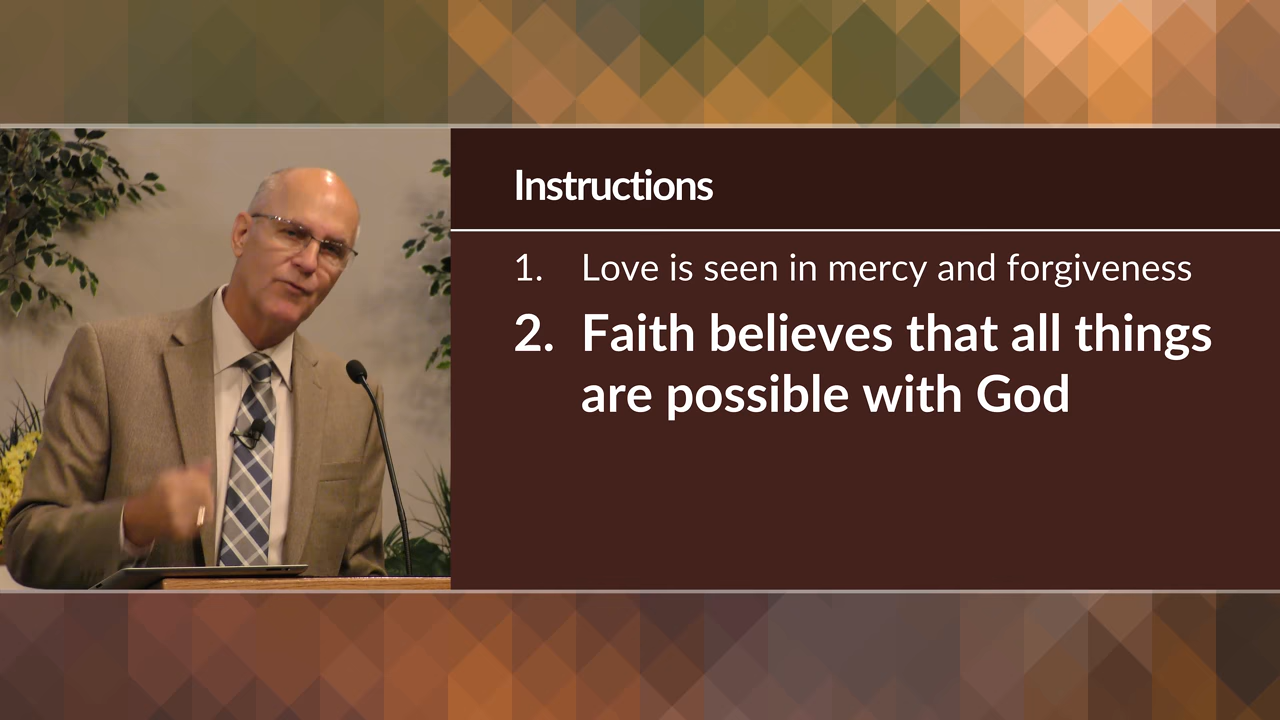 Instructions
1. Love is seen in mercy and forgiveness
2. Faith believes that all things
are possible with God